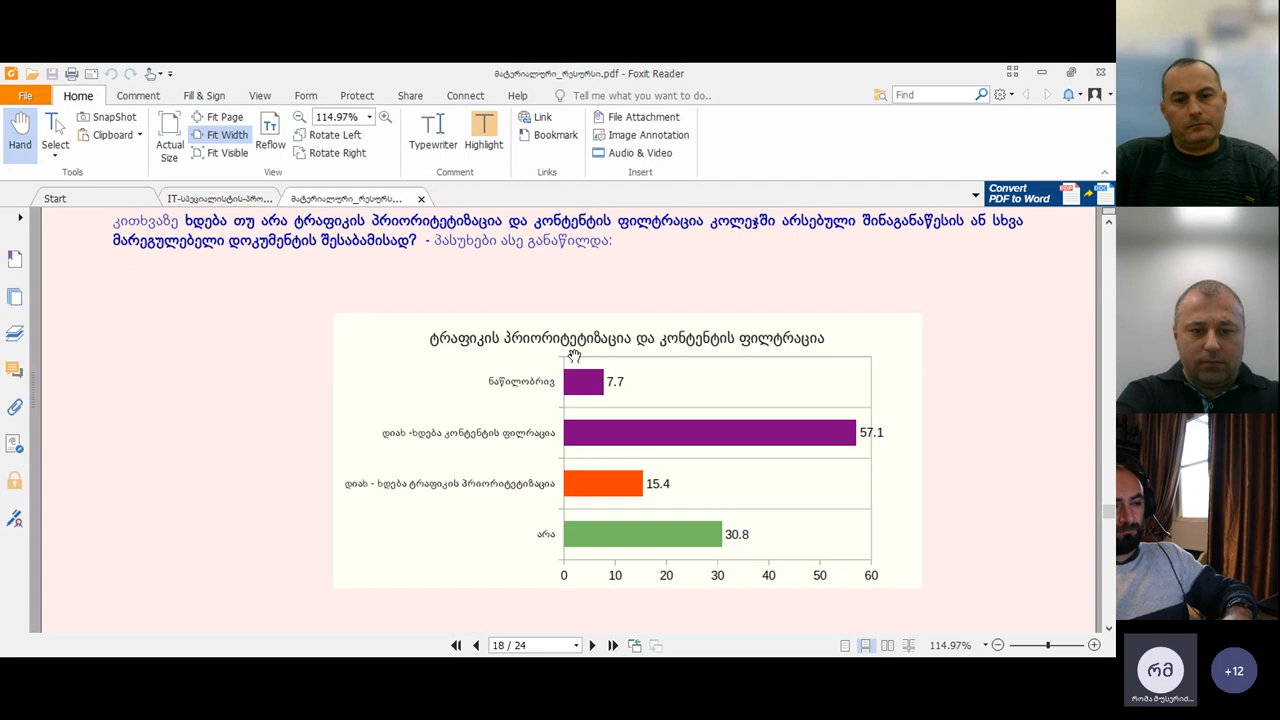 მატერიალური_რესურსი.pdf - Foxit Reader
File Home Comment Fill & Sign View Form Protect Share Connect Help Tell me what you want to do.. Find
Hand
Select
SnapShot
Clipboard
Tools
Actual Size
Fit Page
Fit Width
Fit Visible
Reflow
114.97%
Rotate Left
Rotate Right
View
Typewriter
Highlight
Comment
Link
Bookmark
Links
File Attachment
Image Annotation
Audio & Video
Insert
Start IT-სპეციალისტის-პრო... მატერიალური_რესურს...
Convert
PDF to Word
კითხვაზე ხდება თუ არა ტრაფიკის პრიორიტეტიზაცია და კონტენტის ფილტრაცია კოლეჯში არსებული შინაგანაწესის ან სხვა
მარეგულებელი დოკუმენტის შესაბამისად? - პასუხები ასე განაწილდა:
ტრაფიკის პრიორიტეტიზაცია და კონტენტის ფილტრაცია
ნაწილობრივ 7.7
დიახ -ხდება კონტენტის ფილრაცია 57.1
დიახ - ხდება ტრაფიკის პრიორიტეტიზაცია 15.4
არა 30.8
0 10 20 30 40 50 60
18 / 24 114.97%
რმ
რომა მუსერიძ...
+12